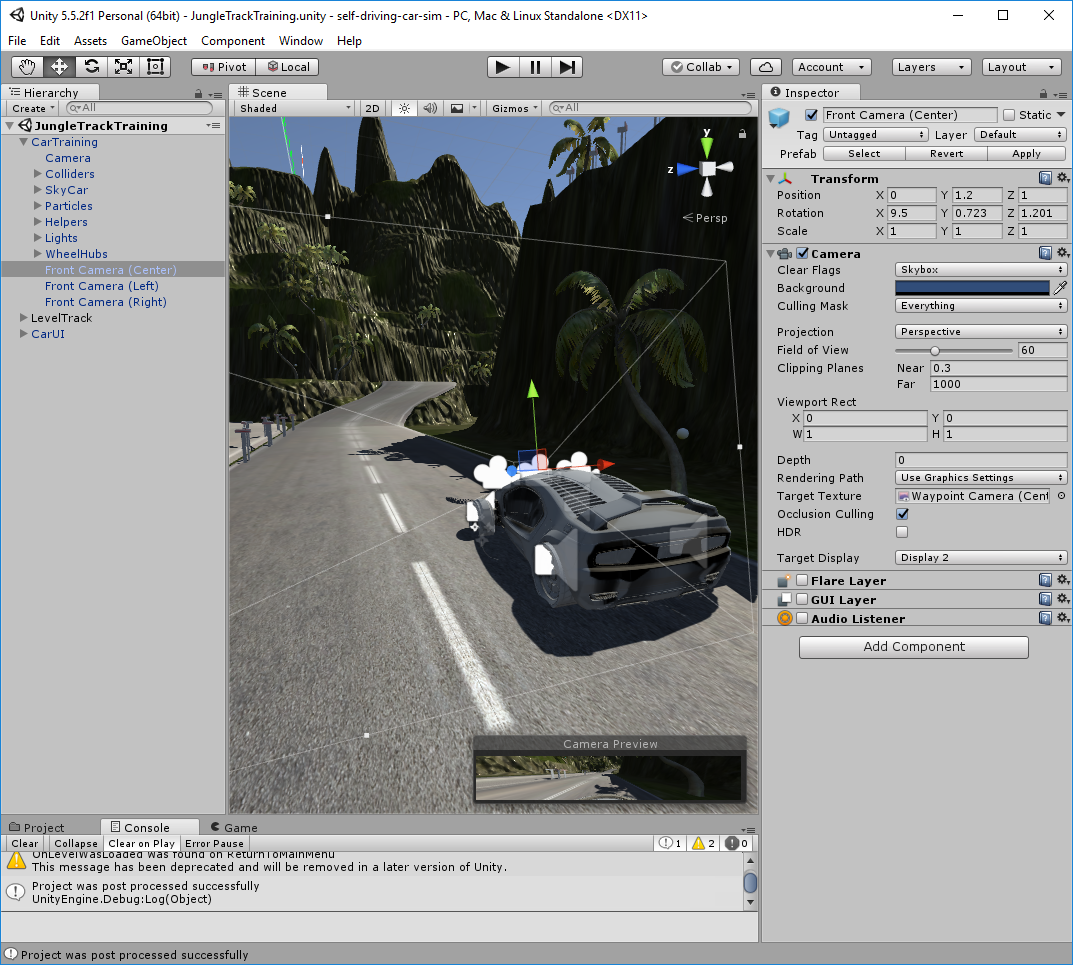 Unity 5.5.2f1 Personal (64bit) - JungleTrackTraining.unity - self-driving-car-sim - PC, Mac & Linux Standalone <DX11>
File Edit Assets GameObject Component Window Help
Pivot Local Collab Account Layers Layout
Hierarchy
Create All
JungleTrackTraining
CarTraining
Camera
Colliders
SkyCar
Particles
Helpers
Lights
WheelHubs
Front Camera (Center)
Front Camera (Left)
Front Camera (Right)
LevelTrack
CarUI
Scene
Shaded 2D Gizmos All
y
z
Persp
Camera Preview
Inspector
Front Camera (Center) Static
Tag Untagged Layer Default
Prefab Select Revert Apply
Transform
Position X 0 Y 1.2 Z 1
Rotation X 9.5 Y 0.723 Z 1.201
Scale X 1 Y 1 Z 1
Camera
Clear Flags Skybox
Background
Culling Mask Everything
Projection Perspective
Field of View 60
Clipping Planes Near 0.3
Far 1000
Viewport Rect
X 0 Y 0
W 1 H 1
Depth 0
Rendering Path Use Graphics Settings
Target Texture Waypoint Camera (Cent
Occlusion Culling
HDR
Target Display Display 2
Flare Layer
GUI Layer
Audio Listener
Add Component
Project Console Game
Clear Collapse Clear on Play Error Pause 1 2 0
OnLevelWasLoaded was found on ReturnToMainMenu
This message has been deprecated and will be removed in a later version of Unity.
Project was post processed successfully
UnityEngine.Debug:Log(Object)
Project was post processed successfully